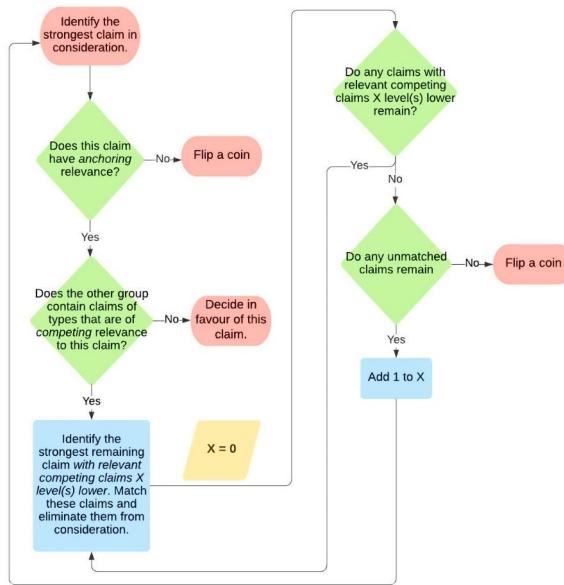 Identify the
strongest claim in
consideration.
Does this claim
have anchoring
relevance?
No
Flip a coin
Yes
Does the other group
contain claims of
types that are of
competing relevance
to this claim?
No
Decide in
favour of this
claim.
Yes
Identify the
strongest remaining
claim with relevant
competing claims X
level(s) lower. Match
these claims and
eliminate them from
consideration.
X = 0
Do any claims with
relevant competing
claims X level(s) lower
remain?
Yes
No
Do any unmatched
claims remain
No
Flip a coin
Yes
Add 1 to X